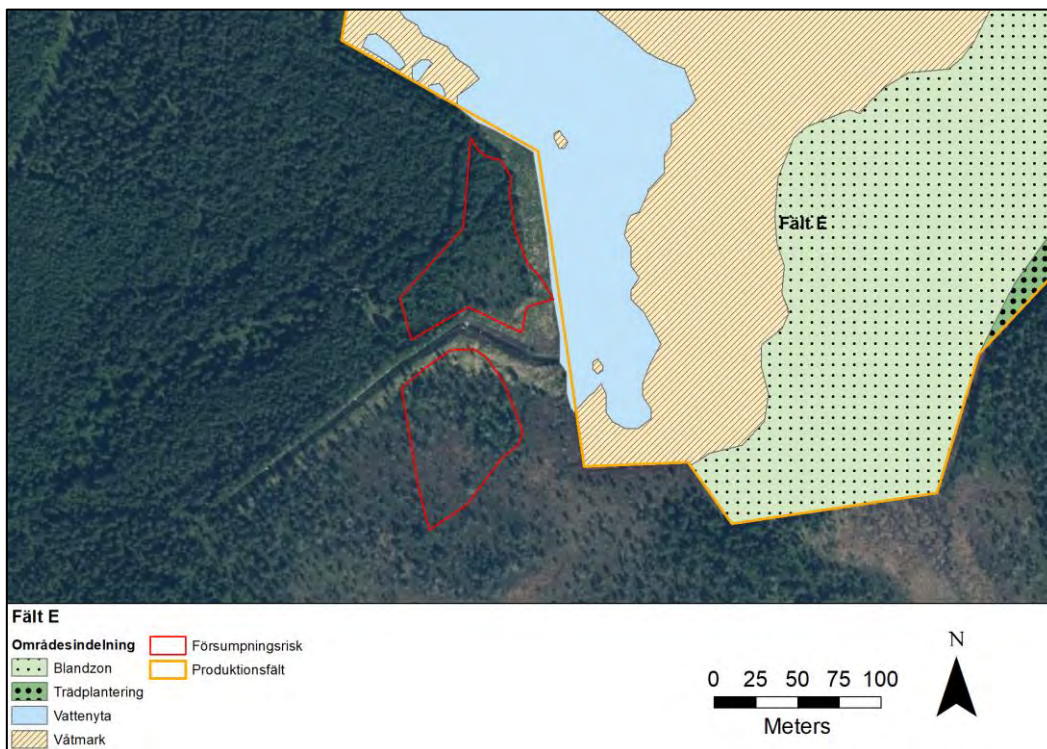 Fält E
Fält E
Områdesindelning
Blandzon
Trädplantering
Vattenyta
Våtmark
Försumpningsrisk
Produktionsfält
0 25 50 75 100
Meters
N